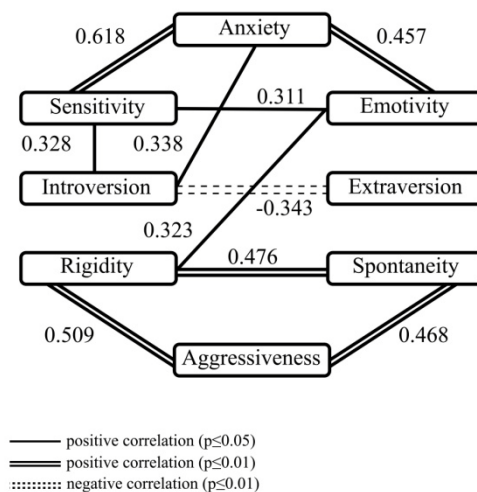 Anxiety
0.618 0.457
Sensitivity 0.311 Emotivity
0.328 0.338
Introversion Extraversion
-0.343
0.323
Rigidity 0.476 Spontaneity
0.509 0.468
Aggressiveness
positive correlation (p≤0.05)
positive correlation (p≤0.01)
negative correlation (p≤0.01)